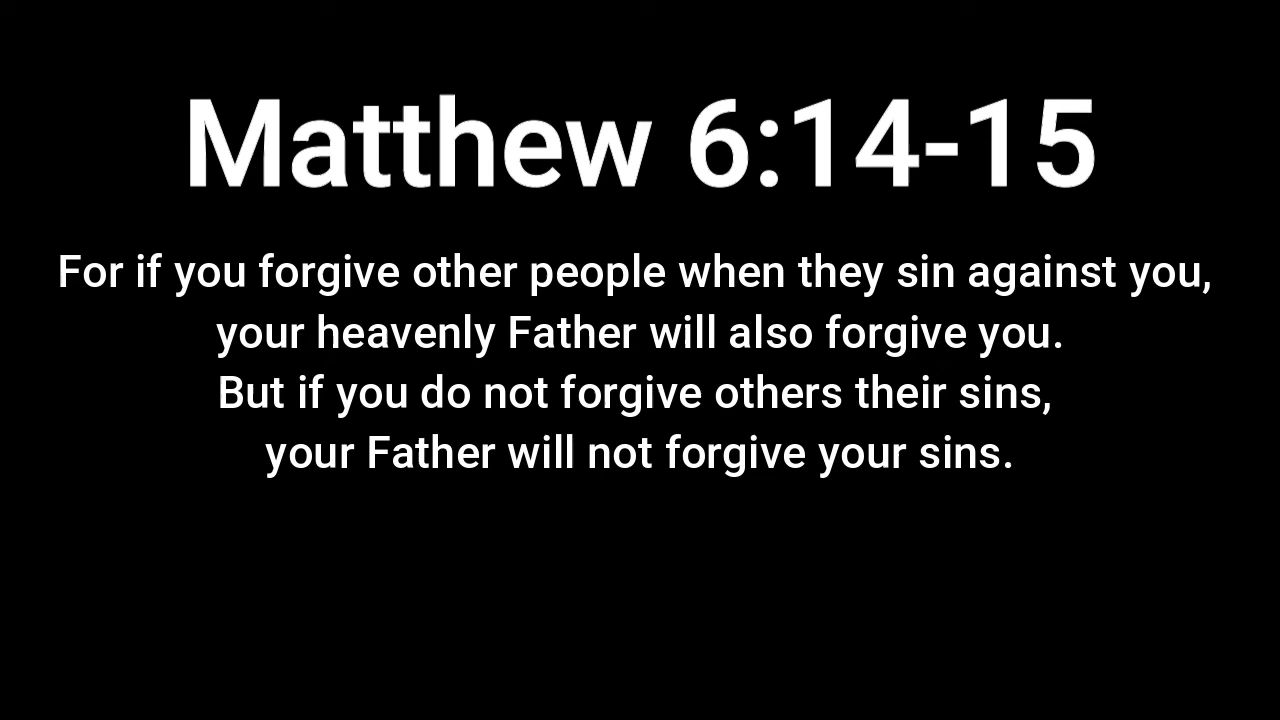 Matthew 6:14-15
For if you forgive other people when they sin against you,
your heavenly Father will also forgive you.
But if you do not forgive others their sins,
your Father will not forgive your sins.